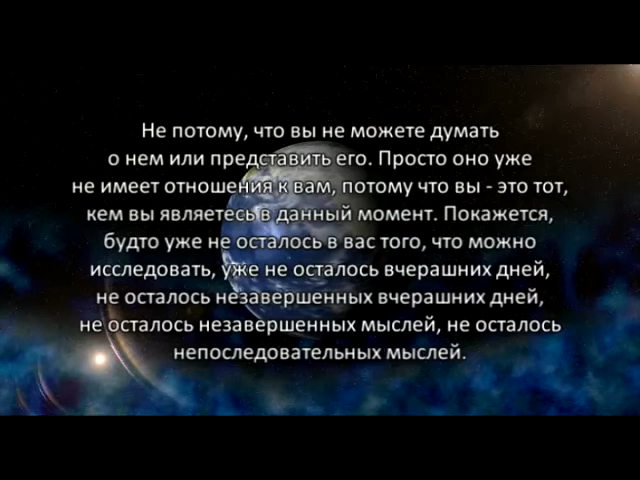 Не потому, что вы не можете думать
о нем или представить его. Просто оно уже
не имеет отношения к вам, потому что вы - это тот,
кем вы являетесь в данный момент. Покажется,
будто уже не осталось в вас того, что можно
исследовать, уже не осталось вчерашних дней,
не осталось незавершенных вчерашних дней,
не осталось незавершенных мыслей, не осталось
непоследовательных мыслей.